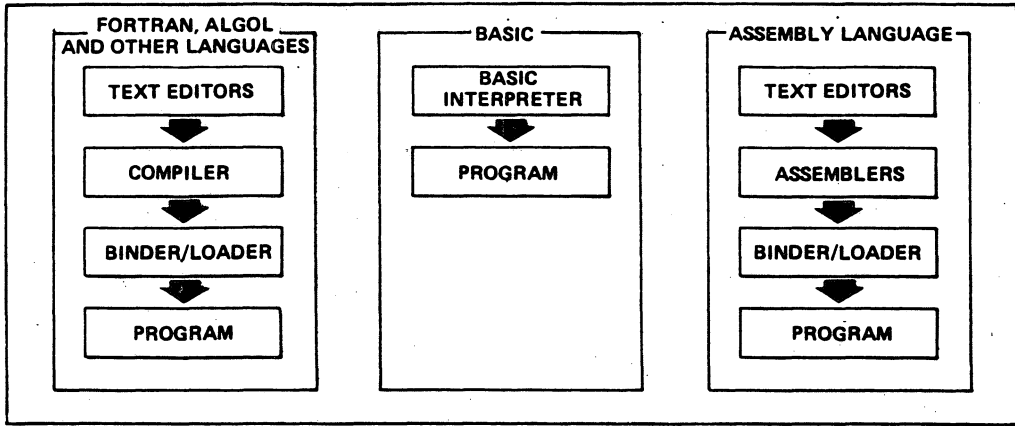 FORTRAN, ALGOL
AND OTHER LANGUAGES
TEXT EDITORS
COMPILER
BINDER/LOADER
PROGRAM
BASIC
BASIC
INTERPRETER
PROGRAM
ASSEMBLY LANGUAGE
TEXT EDITORS
ASSEMBLERS
BINDER/LOADER
PROGRAM